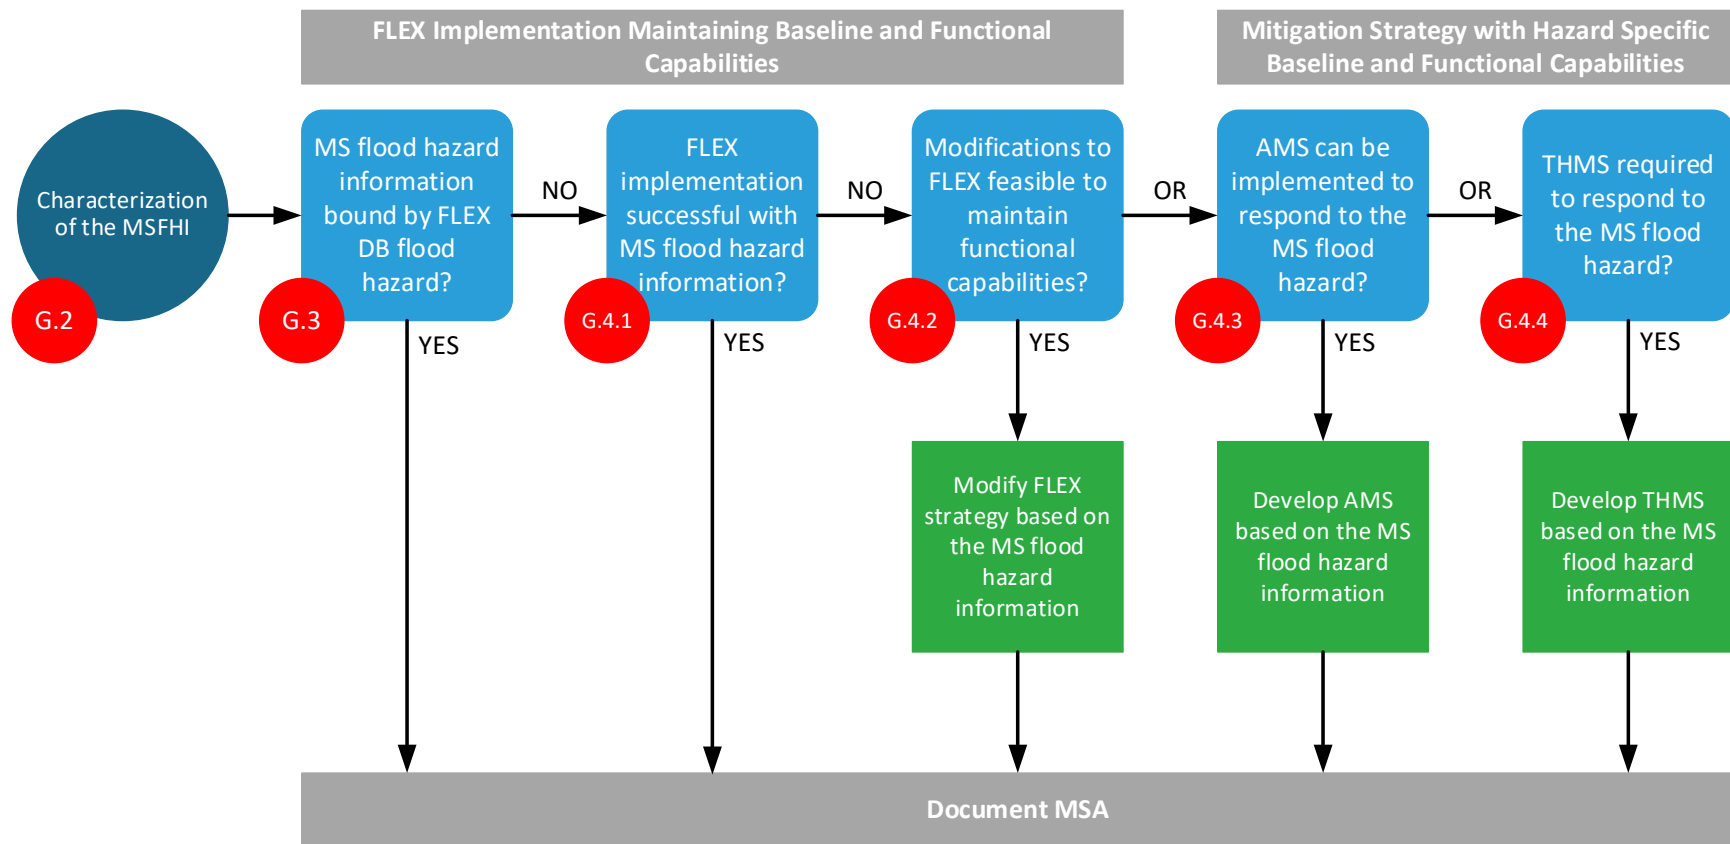 FLEX Implementation Maintaining Baseline and Functional
Capabilities
Mitigation Strategy with Hazard Specific
Baseline and Functional Capabilities
Characterization
of the MSFHI
G.2
MS flood hazard
information
bound by FLEX
DB flood
hazard?
G.3
NO
YES
FLEX
implementation
successful with
MS flood hazard
information?
G.4.1
NO
YES
Modifications to
FLEX feasible to
maintain
functional
capabilities?
G.4.2
OR
YES
AMS can be
implemented to
respond to the
MS flood
hazard?
G.4.3
OR
YES
THMS required
to respond to
the MS flood
hazard?
G.4.4
YES
Modify FLEX
strategy based on
the MS flood
hazard
information
Develop AMS
based on the MS
flood hazard
information
Develop THMS
based on the MS
flood hazard
information
Document MSA